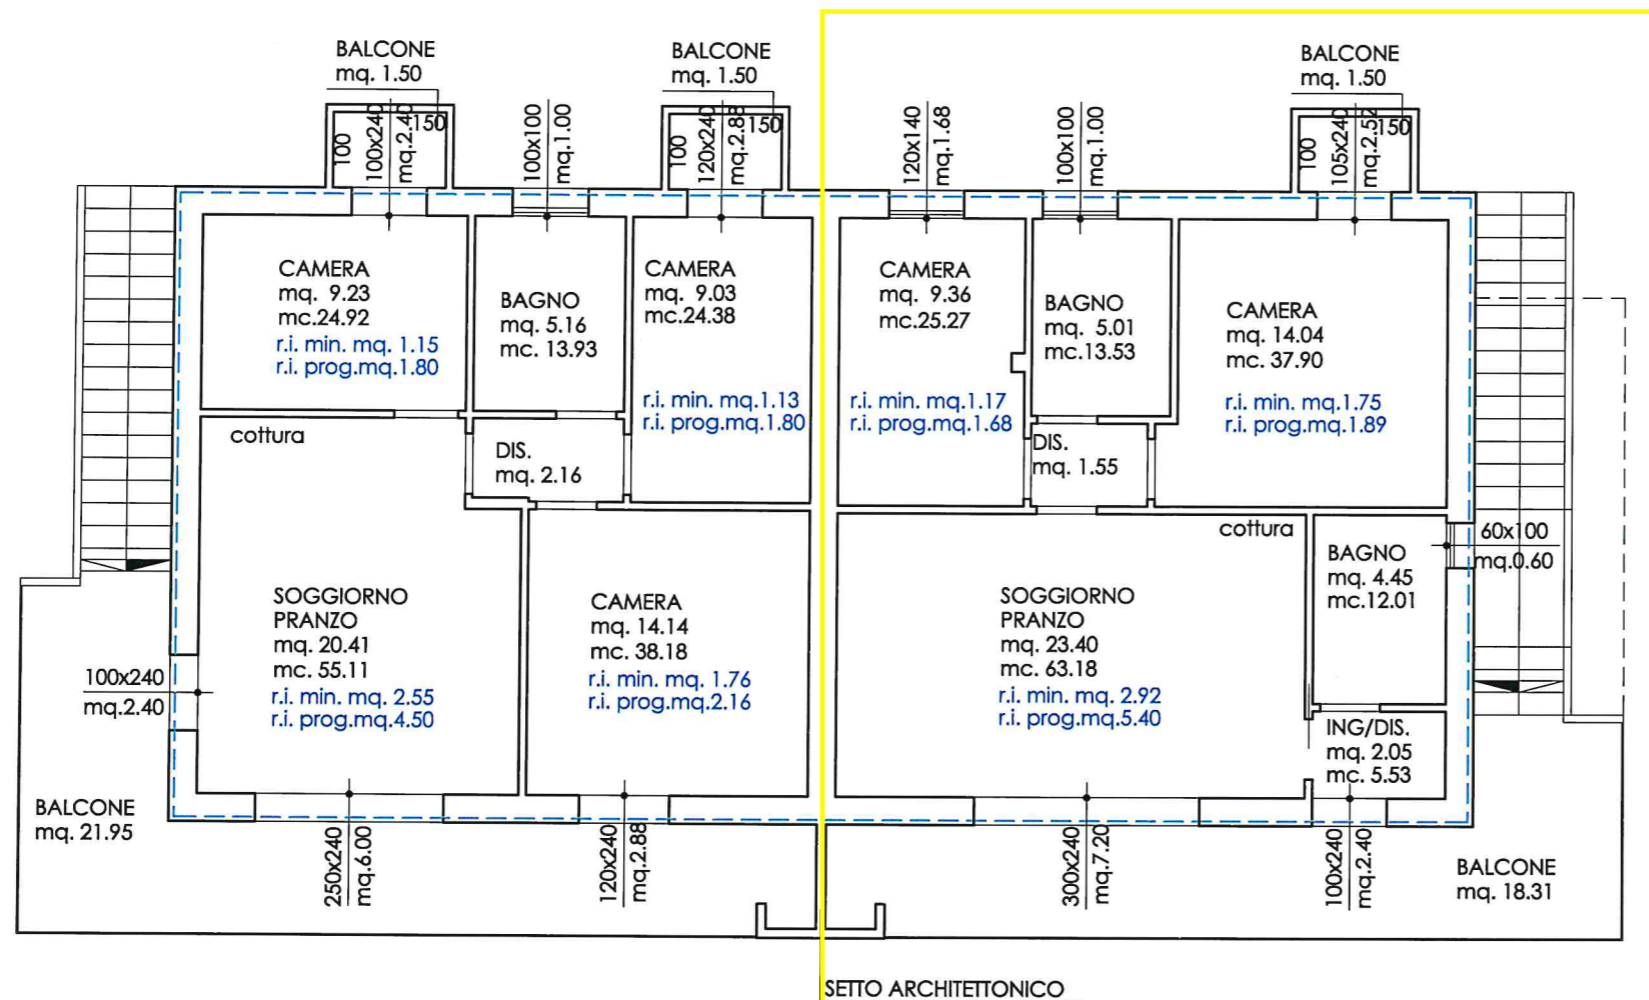 BALCONE
mq. 1.50
100
100x240
mq.2.40
150
100x100
mq.1.00
BALCONE
mq. 1.50
100
120x240
mq.2.88
150
120x140
mq.1.68
100x100
mq.1.00
BALCONE
mq. 1.50
100
105x240
mq.2.52
150
CAMERA
mq. 9.23
mc.24.92
r.i. min. mq. 1.15
r.i. prog.mq.1.80
BAGNO
mq. 5.16
mc. 13.93
CAMERA
mq. 9.03
mc.24.38
r.i. min. mq.1.13
r.i. prog.mq.1.80
CAMERA
mq. 9.36
mc.25.27
r.i. min. mq.1.17
r.i. prog.mq.1.68
BAGNO
mq. 5.01
mc.13.53
CAMERA
mq. 14.04
mc. 37.90
r.i. min. mq.1.75
r.i. prog.mq.1.89
cottura
DIS.
mq. 2.16
DIS.
mq. 1.55
cottura
60x100
mq.0.60
BAGNO
mq. 4.45
mc.12.01
SOGGIORNO
PRANZO
mq. 20.41
mc. 55.11
r.i. min. mq. 2.55
r.i. prog.mq.4.50
CAMERA
mq. 14.14
mc. 38.18
r.i. min. mq. 1.76
r.i. prog.mq.2.16
SOGGIORNO
PRANZO
mq. 23.40
mc. 63.18
r.i. min. mq. 2.92
r.i. prog.mq.5.40
100x240
mq.2.40
ING/DIS.
mq. 2.05
mc. 5.53
BALCONE
mq. 21.95
250x240
mq.6.00
120x240
mq.2.88
300x240
mq.7.20
100x240
mq.2.40
BALCONE
mq. 18.31
SETTO ARCHITETTONICO